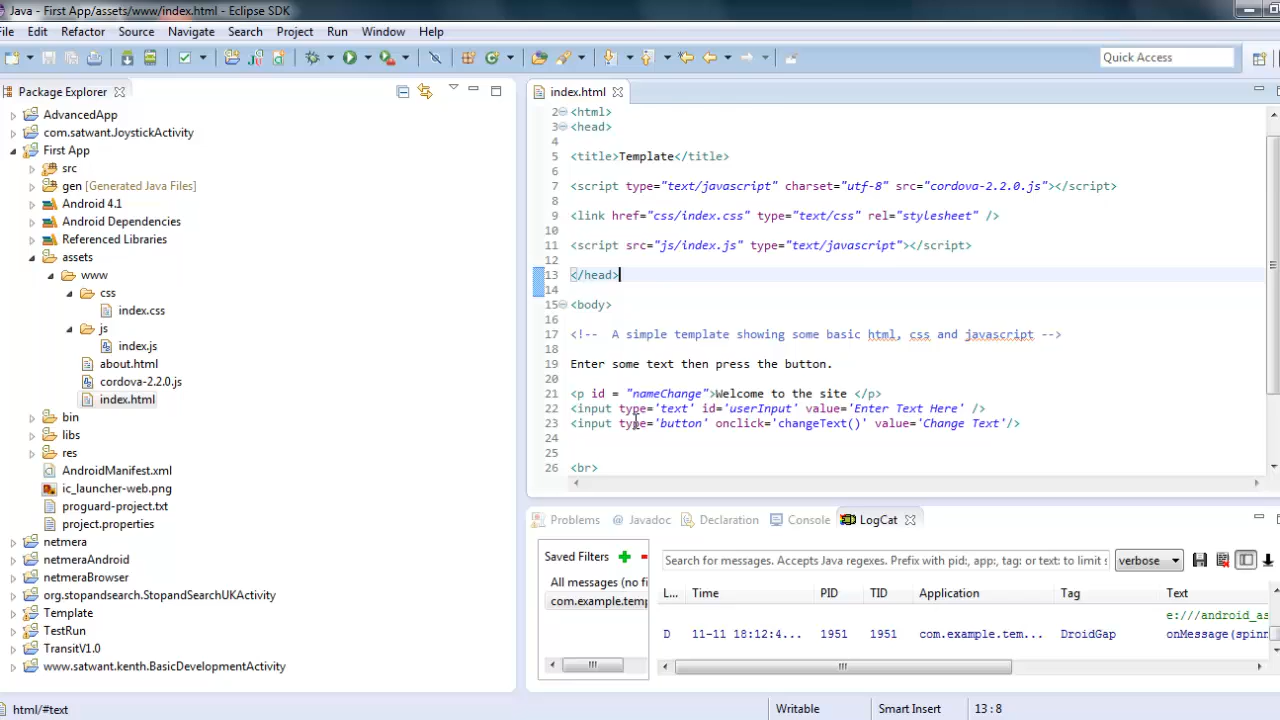 Java - First App/assets/www/index.html - Eclipse SDK
File Edit Refactor Source Navigate Search Project Run Window Help
Quick Access
Package Explorer
AdvancedApp
com.satwant.JoystickActivity
First App
src
gen [Generated Java Files]
Android 4.1
Android Dependencies
Referenced Libraries
assets
www
css
index.css
js
index.js
about.html
cordova-2.2.0.js
index.html
bin
libs
res
AndroidManifest.xml
ic_launcher-web.png
proguard-project.txt
project.properties
netmera
netmeraAndroid
netmeraBrowser
org.stopandsearch.StopandSearchUKActivity
Template
TestRun
TransitV1.0
www.satwant.kenth.BasicDevelopmentActivity
index.html
2 <html>
3 <head>
4
5 <title>Template</title>
6
7 <script type="text/javascript" charset="utf-8" src="cordova-2.2.0.js"></script>
8
9 <link href="css/index.css" type="text/css" rel="stylesheet" />
10
11 <script src="js/index.js" type="text/javascript"></script>
12
13 </head>
14
15 <body>
16
17 <!-- A simple template showing some basic html, css and javascript -->
18
19 Enter some text then press the button.
20
21 <p id = "nameChange">Welcome to the site </p>
22 <input type='text' id='userInput' value='Enter Text Here' />
23 <input type='button' onclick='changeText()' value='Change Text'/>
24
25
26 <br>
Problems @ Javadoc Declaration Console LogCat
Saved Filters
Search for messages. Accepts Java regexes. Prefix with pid:, app:, tag: or text: to limit s
verbose
All messages (no fi
com.example.temp
L... Time PID TID Application Tag Text
e:///android_as
D 11-11 18:12:4... 1951 1951 com.example.tem... DroidGap onMessage(spinn
html/#text Writable Smart Insert 13:8